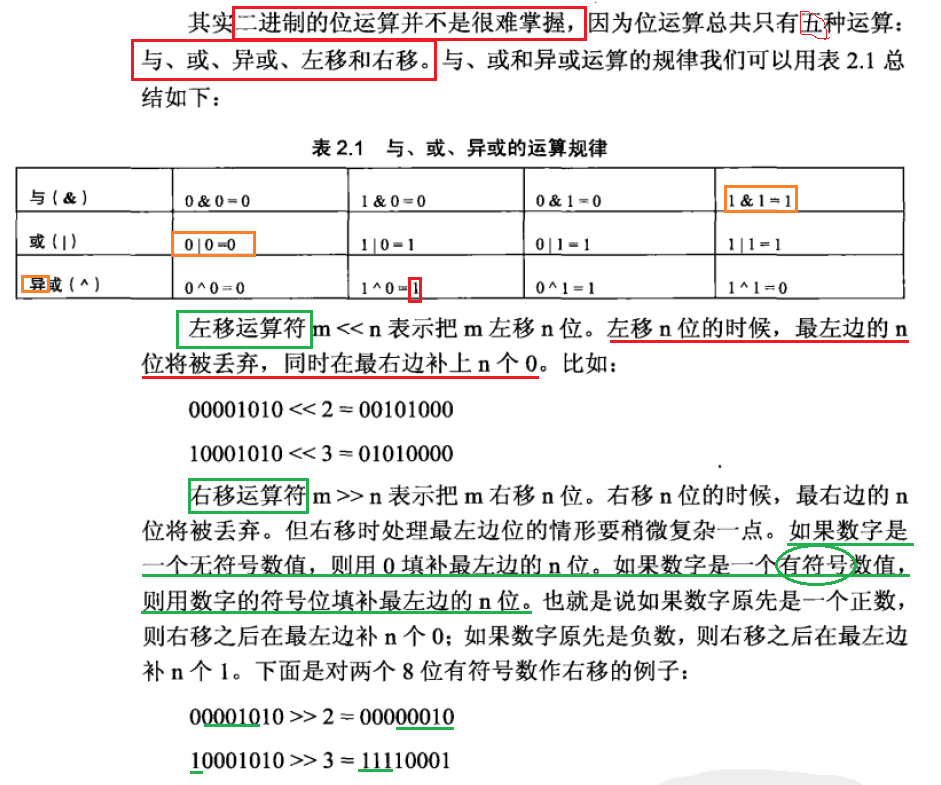 其实二进制的位运算并不是很难掌握，因为位运算总共只有五种运算：
与、或、异或、左移和右移。与、或和异或运算的规律我们可以用表 2.1 总
结如下：
表 2.1 与、或、异或的运算规律
与（&） 0 & 0 = 0 1 & 0 = 0 0 & 1 = 0 1 & 1 = 1
或（|） 0 | 0 =0 1 | 0 = 1 0 | 1 = 1 1 | 1 = 1
异或（^） 0 ^ 0 = 0 1 ^ 0 = 1 0 ^ 1 = 1 1 ^ 1 = 0
左移运算符 m << n 表示把 m 左移 n 位。左移 n 位的时候，最左边的 n
位将被丢弃，同时在最右边补上 n 个 0。比如：
00001010 << 2 = 00101000
10001010 << 3 = 01010000
右移运算符 m >> n 表示把 m 右移 n 位。右移 n 位的时候，最右边的 n
位将被丢弃。但右移时处理最左边位的情形要稍微复杂一点。如果数字是
一个无符号数值，则用 0 填补最左边的 n 位。如果数字是一个有符号数值，
则用数字的符号位填补最左边的 n 位。也就是说如果数字原先是一个正数，
则右移之后在最左边补 n 个 0；如果数字原先是负数，则右移之后在最左边
补 n 个 1。下面是对两个 8 位有符号数作右移的例子：
00001010 >> 2 = 00000010
10001010 >> 3 = 11110001